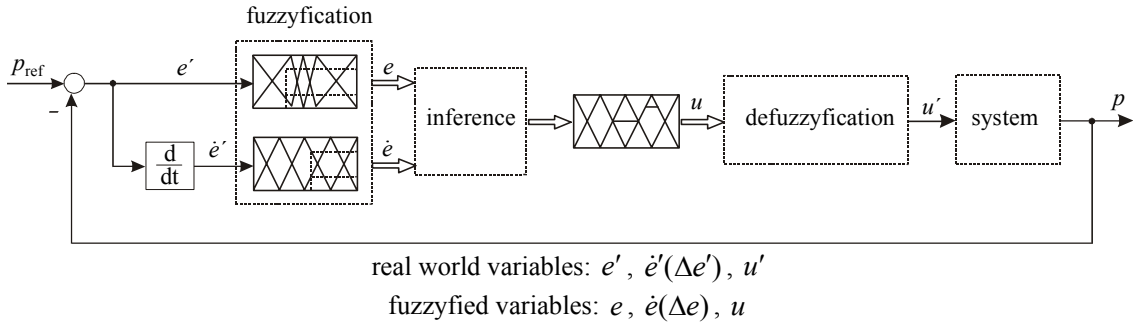 fuzzyfication
p_ref
–
e′
d/dt
ė′
e
ė
inference
u
defuzzyfication
u′
system
p
real world variables: e′ , ė′(Δe′) , u′
fuzzyfied variables: e , ė(Δe) , u